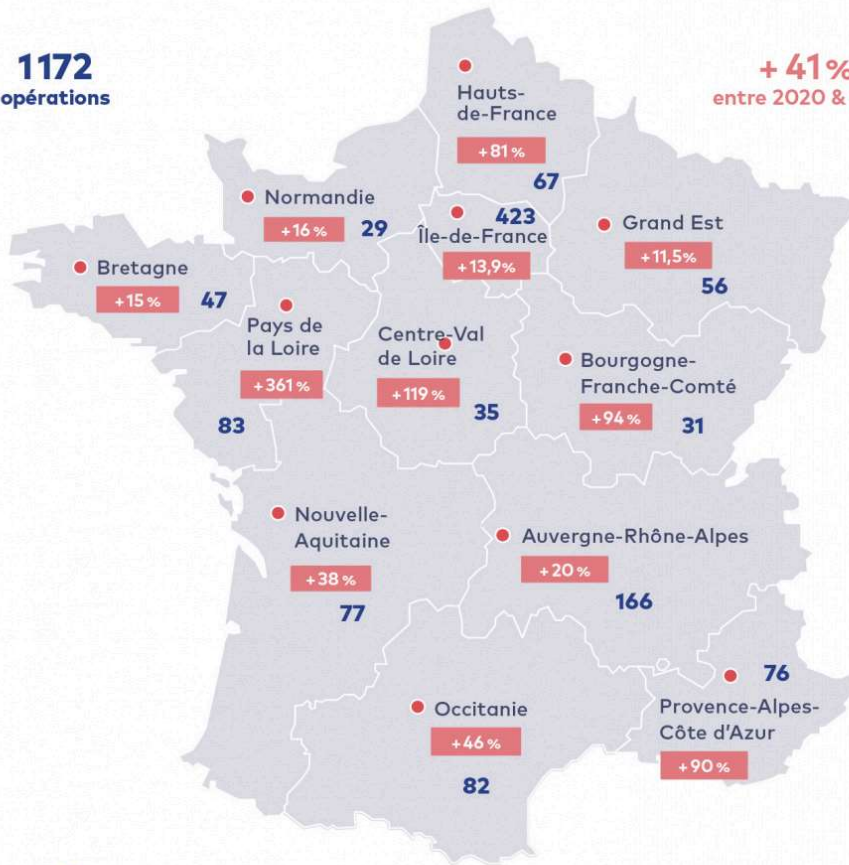 1172
opérations
+ 41 %
entre 2020 &
Hauts-
de-France
+81 %
67
Normandie
+16 %
29
423
Île-de-France
+13,9%
Grand Est
+11,5%
56
Bretagne
+15 %
47
Pays de
la Loire
+361 %
83
Centre-Val
de Loire
+119 %
35
Bourgogne-
Franche-Comté
+94 %
31
Nouvelle-
Aquitaine
+38 %
77
Auvergne-Rhône-Alpes
+20 %
166
76
Provence-Alpes-
Côte d'Azur
+90 %
Occitanie
+46 %
82